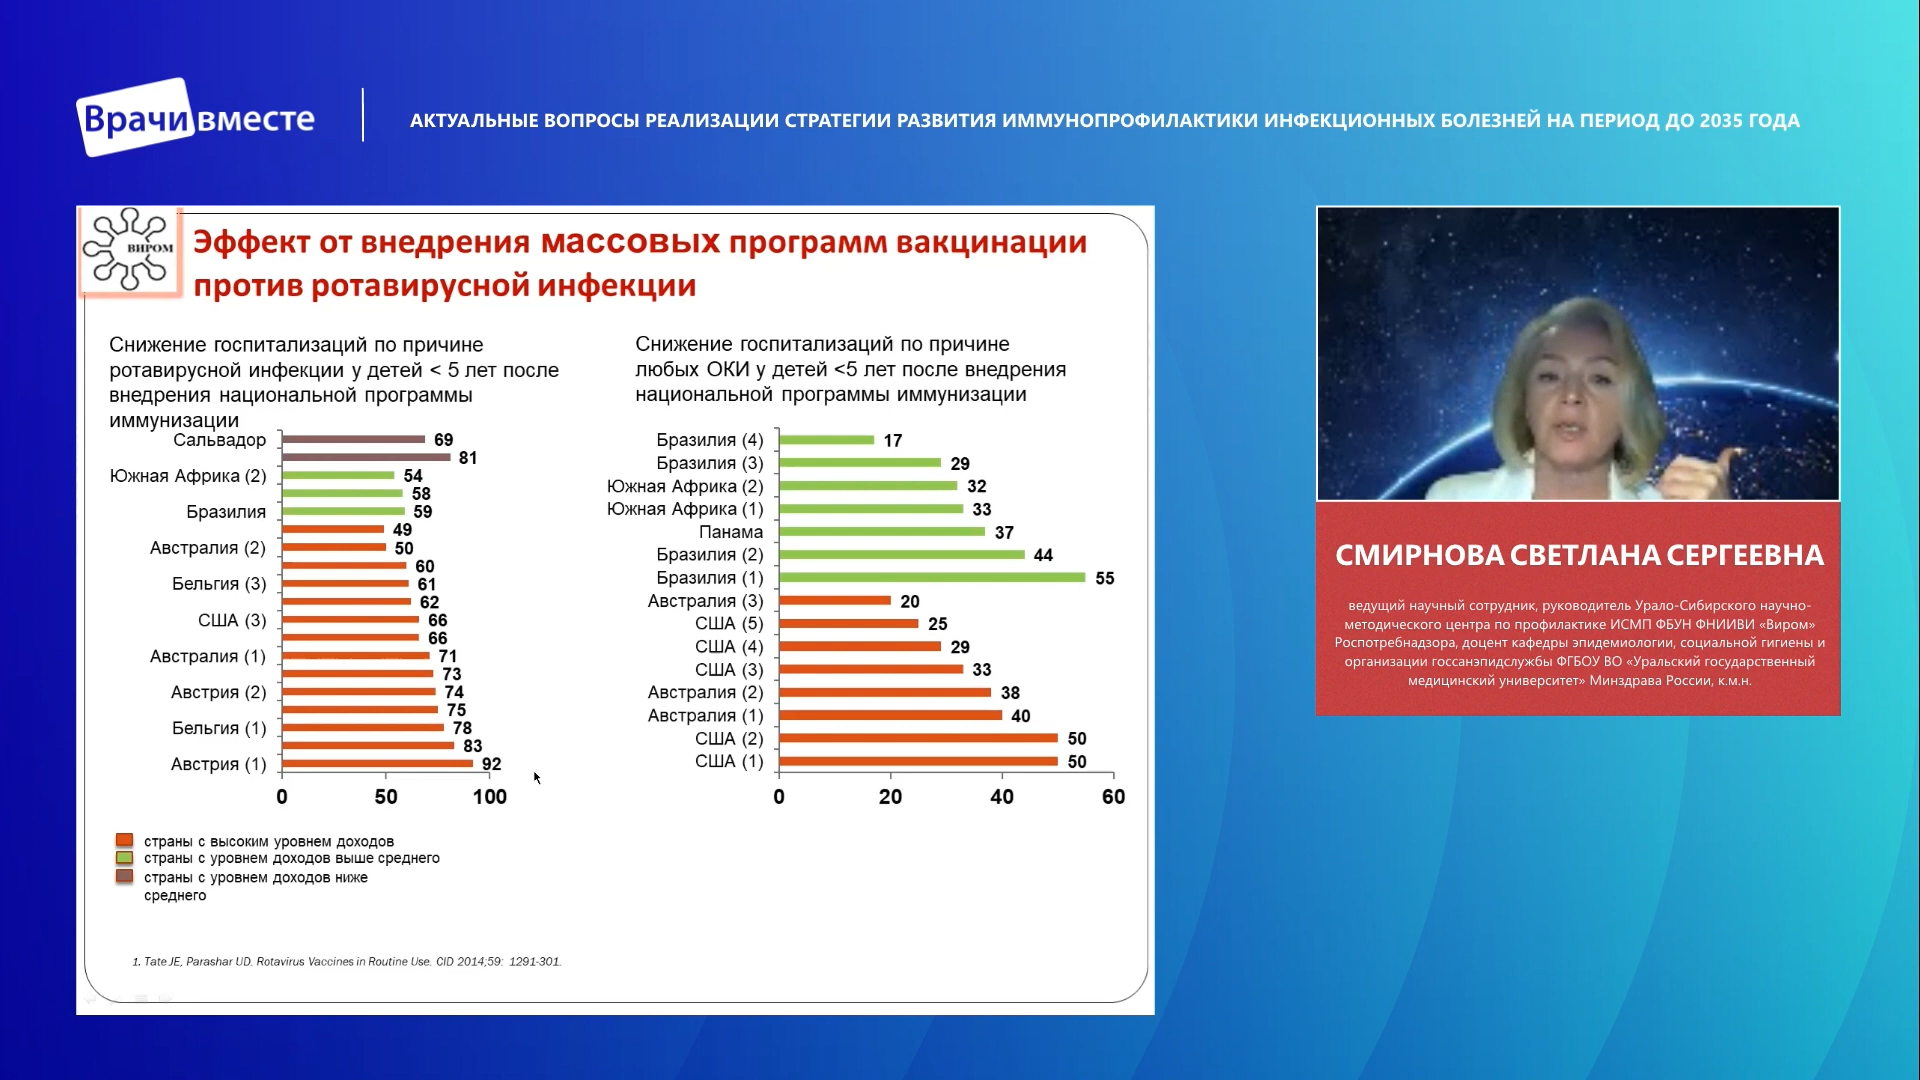 Врачи вместе
АКТУАЛЬНЫЕ ВОПРОСЫ РЕАЛИЗАЦИИ СТРАТЕГИИ РАЗВИТИЯ ИММУНОПРОФИЛАКТИКИ ИНФЕКЦИОННЫХ БОЛЕЗНЕЙ НА ПЕРИОД ДО 2035 ГОДА
ВИРОМ
Эффект от внедрения массовых программ вакцинации
против ротавирусной инфекции
Снижение госпитализаций по причине
ротавирусной инфекции у детей < 5 лет после
внедрения национальной программы
иммунизации
Сальвадор 69
81
Южная Африка (2) 54
58
Бразилия 59
49
Австралия (2) 50
60
Бельгия (3) 61
62
США (3) 66
66
Австралия (1) 71
73
Австрия (2) 74
75
Бельгия (1) 78
83
Австрия (1) 92
0 50 100
страны с высоким уровнем доходов
страны с уровнем доходов выше среднего
страны с уровнем доходов ниже
среднего
Снижение госпитализаций по причине
любых ОКИ у детей <5 лет после внедрения
национальной программы иммунизации
Бразилия (4) 17
Бразилия (3) 29
Южная Африка (2) 32
Южная Африка (1) 33
Панама 37
Бразилия (2) 44
Бразилия (1) 55
Австралия (3) 20
США (5) 25
США (4) 29
США (3) 33
Австралия (2) 38
Австралия (1) 40
США (2) 50
США (1) 50
0 20 40 60
1. Tate JE, Parashar UD. Rotavirus Vaccines in Routine Use. CID 2014;59: 1291-301.
СМИРНОВА СВЕТЛАНА СЕРГЕЕВНА
ведущий научный сотрудник, руководитель Урало-Сибирского научно-
методического центра по профилактике ИСМП ФБУН ФНИИВИ «Виром»
Роспотребнадзора, доцент кафедры эпидемиологии, социальной гигиены и
организации госсанэпидслужбы ФГБОУ ВО «Уральский государственный
медицинский университет» Минздрава России, к.м.н.